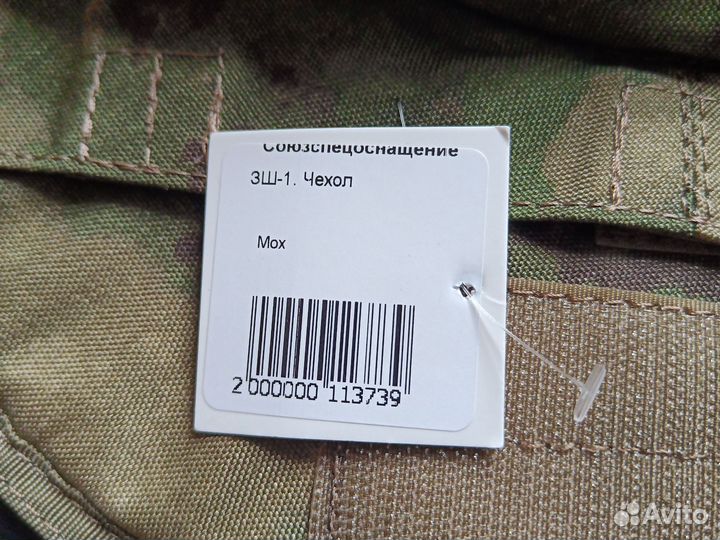 Союзспецоснащение
ЗШ-1. Чехол
Мох
2 000000 113739
Avito